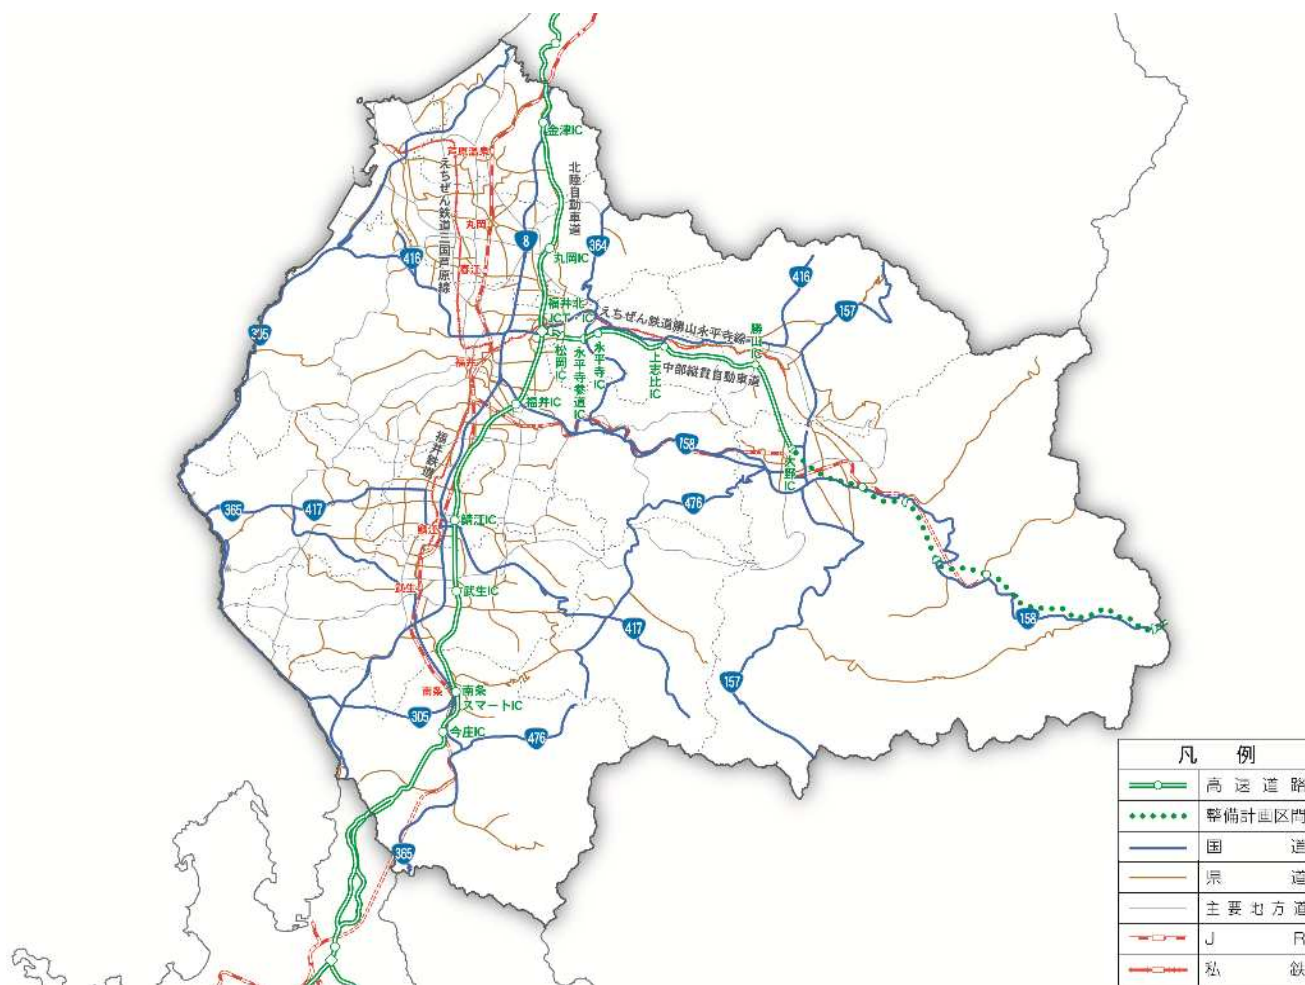 金津IC
芦原温泉
えちぜん鉄道三国芦原線
北陸自動車道
丸岡
8
364
416
丸岡IC
春江
416
157
福井北
JCT・IC
えちぜん鉄道勝山永平寺線
勝山IC
305
松岡IC
永平寺参道IC
永平寺IC
上志比IC
中部縦貫自動車道
福井
福井IC
福井鉄道
158
大野IC
476
365
417
鯖江
鯖江IC
武生
武生IC
158
417
157
南条
南条
スマートIC
305
今庄IC
476
365
凡 例
高 速 道 路
整備計画区間
国 道
県 道
主 要 地 方 道
J R
私 鉄